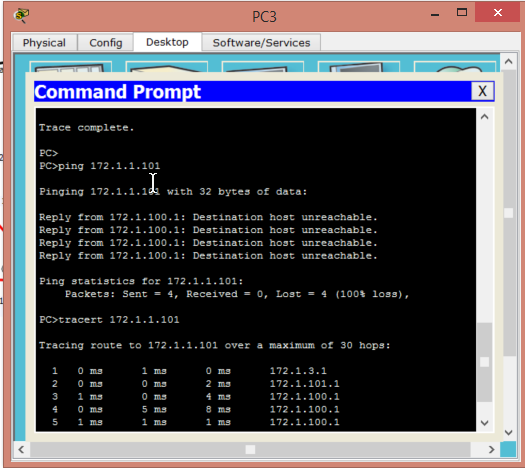 PC3
Physical Config Desktop Software/Services
Command Prompt X
Trace complete.
PC>
PC>ping 172.1.1.101
Pinging 172.1.1.101 with 32 bytes of data:
Reply from 172.1.100.1: Destination host unreachable.
Reply from 172.1.100.1: Destination host unreachable.
Reply from 172.1.100.1: Destination host unreachable.
Reply from 172.1.100.1: Destination host unreachable.
Ping statistics for 172.1.1.101:
Packets: Sent = 4, Received = 0, Lost = 4 (100% loss),
PC>tracert 172.1.1.101
Tracing route to 172.1.1.101 over a maximum of 30 hops:
1 0 ms 1 ms 0 ms 172.1.3.1
2 0 ms 0 ms 2 ms 172.1.101.1
3 1 ms 0 ms 4 ms 172.1.100.1
4 0 ms 5 ms 8 ms 172.1.100.1
5 1 ms 1 ms 1 ms 172.1.100.1